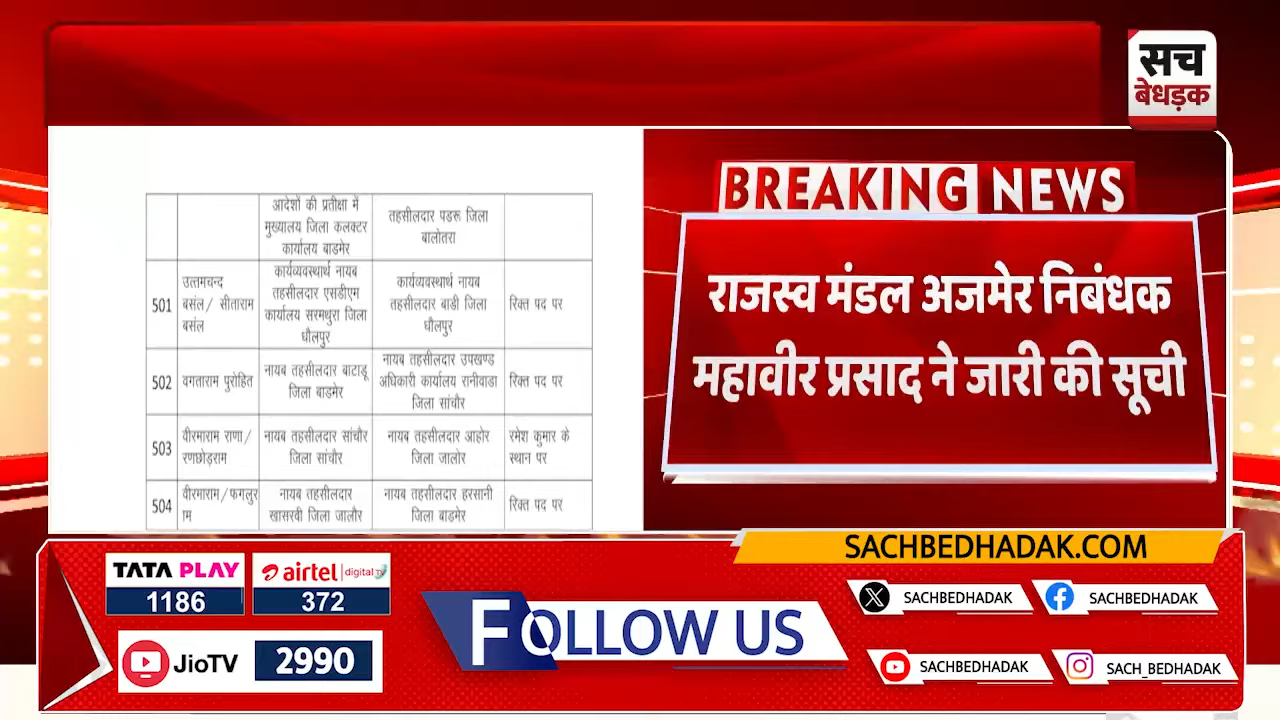 सच
बेधड़क
आदेशों की प्रतीक्षा में
मुख्यालय जिला कलक्टर
कार्यालय बाडमेर
तहसीलदार पडरू जिला
बालोतरा
501
उत्तमचन्द
बसंल/ सीताराम
बसंल
कार्यव्यवस्थार्थ नायब
तहसीलदार एसडीएम
कार्यालय सरमथुरा जिला
धौलपुर
कार्यव्यवस्थार्थ नायब
तहसीलदार बाडी जिला
धौलपुर
रिक्त पद पर
502
वगताराम पुरोहित
नायब तहसीलदार बाटाडू
जिला बाडमेर
नायब तहसीलदार उपखण्ड
अधिकारी कार्यालय रानीवाडा
जिला सांचौर
रिक्त पद पर
503
वीरमाराम राणा/
रणछोड़राम
नायब तहसीलदार सांचौर
जिला सांचौर
नायब तहसीलदार आहोर
जिला जालोर
रमेश कुमार के
स्थान पर
504
वीरमाराम/फगलुर
म
नायब तहसीलदार
खासरवी जिला जालौर
नायब तहसीलदार हरसानी
जिला बाडमेर
रिक्त पद पर
BREAKING NEWS
राजस्व मंडल अजमेर निबंधक
महावीर प्रसाद ने जारी की सूची
SACHBEDHADAK.COM
TATA PLAY
1186
airtel digital TV
372
JioTV
2990
FOLLOW US
SACHBEDHADAK
SACHBEDHADAK
SACHBEDHADAK
SACH_BEDHADAK